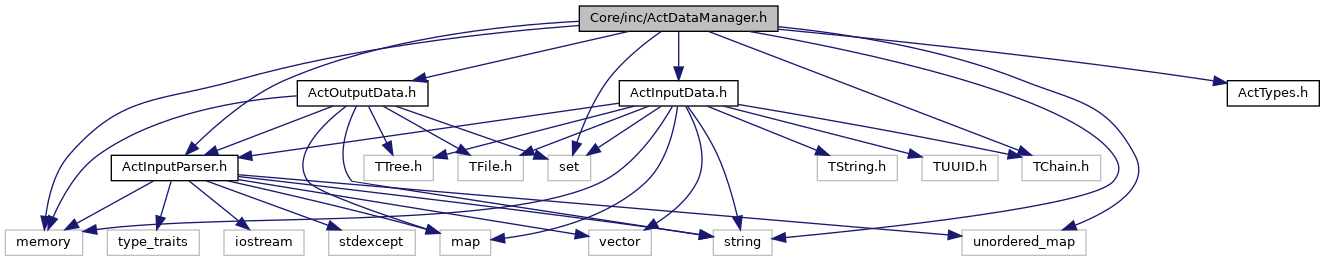 Core/inc/ActDataManager.h
ActOutputData.h
ActInputData.h
ActTypes.h
ActInputParser.h
TTree.h
TFile.h
set
TString.h
TUUID.h
TChain.h
memory
type_traits
iostream
stdexcept
map
vector
string
unordered_map